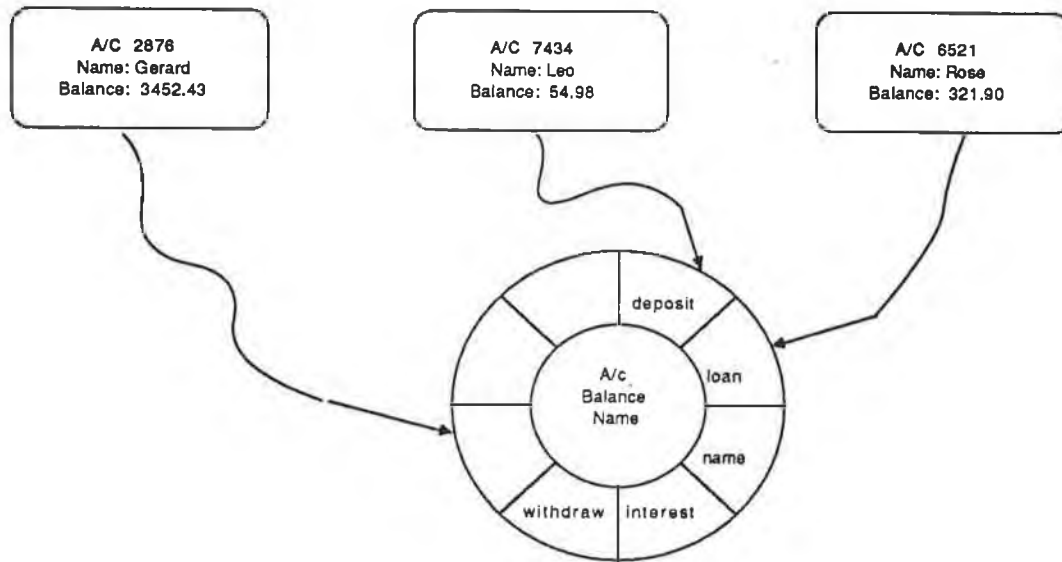 A/C 2876
Name: Gerard
Balance: 3452.43
A/C 7434
Name: Leo
Balance: 54.98
A/C 6521
Name: Rose
Balance: 321.90
deposit
loan
name
interest
withdraw
A/c
Balance
Name